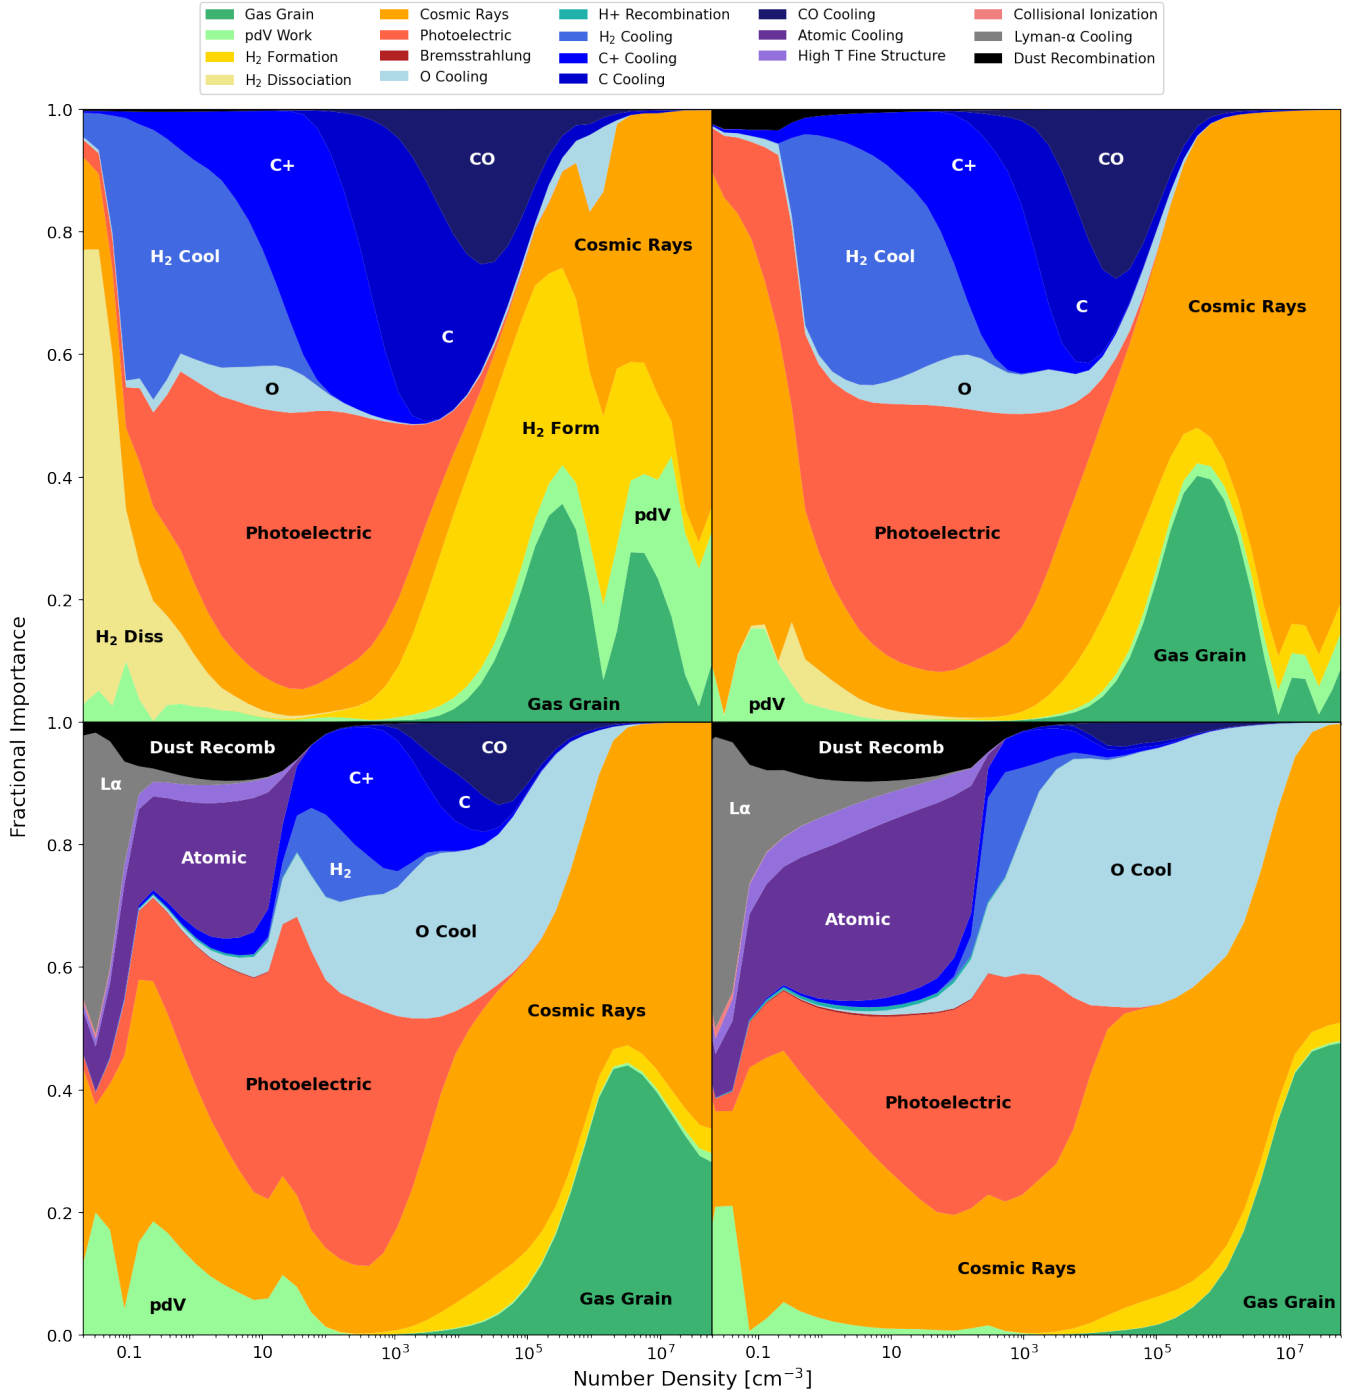 Gas Grain
pdV Work
H₂ Formation
H₂ Dissociation
Cosmic Rays
Photoelectric
Bremsstrahlung
O Cooling
H+ Recombination
H₂ Cooling
C+ Cooling
C Cooling
CO Cooling
Atomic Cooling
High T Fine Structure
Collisional Ionization
Lyman-α Cooling
Dust Recombination
Fractional Importance
1.0
0.8
0.6
0.4
0.2
C+
CO
H₂ Cool
Cosmic Rays
C
O
H₂ Form
Photoelectric
pdV
H₂ Diss
Gas Grain
C+
CO
H₂ Cool
Cosmic Rays
C
O
Photoelectric
Gas Grain
pdV
1.0
0.8
0.6
0.4
0.2
0.0
Dust Recomb
CO
Lα
C+
C
Atomic
H₂
O Cool
Cosmic Rays
Photoelectric
pdV
Gas Grain
0.1
10
10³
10⁵
10⁷
Dust Recomb
Lα
O Cool
Atomic
Photoelectric
Cosmic Rays
Gas Grain
0.1
10
10³
10⁵
10⁷
Number Density [cm⁻³]